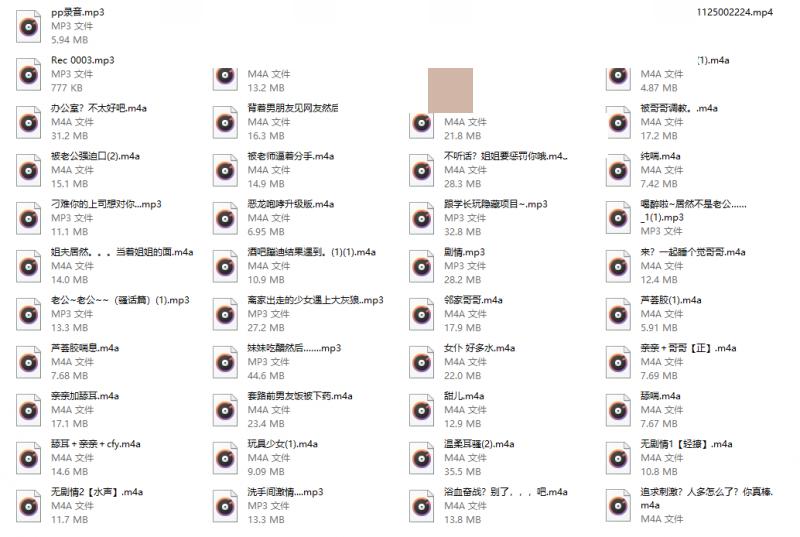 pp录音.mp3
MP3 文件
5.94 MB
1125002224.mp4
Rec 0003.mp3
MP3 文件
777 KB
M4A 文件
13.2 MB
(1).m4a
M4A 文件
4.87 MB
办公室？不太好吧.m4a
M4A 文件
31.2 MB
背着男朋友见网友然后
M4A 文件
16.3 MB
M4A 文件
21.8 MB
被哥哥调教。.m4a
M4A 文件
17.2 MB
被老公强迫口(2).m4a
M4A 文件
15.1 MB
被老师逼着分手.m4a
M4A 文件
14.9 MB
不听话？姐姐要惩罚你哦.m4...
M4A 文件
28.3 MB
纯喘.m4a
M4A 文件
7.42 MB
刁难你的上司想对你...mp3
MP3 文件
11.1 MB
恶龙咆哮升级版.m4a
M4A 文件
6.95 MB
跟学长玩隐藏项目~.mp3
MP3 文件
32.8 MB
喝醉啦~居然不是老公......
_1(1).mp3
MP3 文件
姐夫居然。。。当着姐姐的面.m4a
M4A 文件
14.0 MB
酒吧蹦迪结果遇到。(1)(1).m4a
M4A 文件
10.9 MB
剧情.mp3
MP3 文件
28.2 MB
来？一起睡个觉哥哥.m4a
M4A 文件
12.4 MB
老公~老公~~（骚话篇）(1).mp3
MP3 文件
13.3 MB
离家出走的少女遇上大灰狼..mp3
MP3 文件
27.2 MB
邻家哥哥.m4a
M4A 文件
17.9 MB
芦荟胶(1).m4a
M4A 文件
5.91 MB
芦荟胶喘息.m4a
M4A 文件
7.68 MB
妹妹吃醋然后.......mp3
MP3 文件
44.6 MB
女仆 好多水.m4a
M4A 文件
22.0 MB
亲亲＋哥哥【正】.m4a
M4A 文件
7.69 MB
亲亲加舔耳.m4a
M4A 文件
17.1 MB
套路前男友饭被下药.m4a
M4A 文件
23.4 MB
甜儿.m4a
M4A 文件
12.9 MB
舔喘.m4a
M4A 文件
7.67 MB
舔耳＋亲亲＋cfy.m4a
M4A 文件
14.6 MB
玩具少女(1).m4a
M4A 文件
9.09 MB
温柔耳骚(2).m4a
M4A 文件
35.5 MB
无剧情1【轻擦】.m4a
M4A 文件
10.8 MB
无剧情2【水声】.m4a
M4A 文件
11.7 MB
洗手间激情....mp3
MP3 文件
13.3 MB
浴血奋战？别了，，，吧.m4a
M4A 文件
13.8 MB
追求刺激？人多怎么了？你真棒.
m4a
M4A 文件